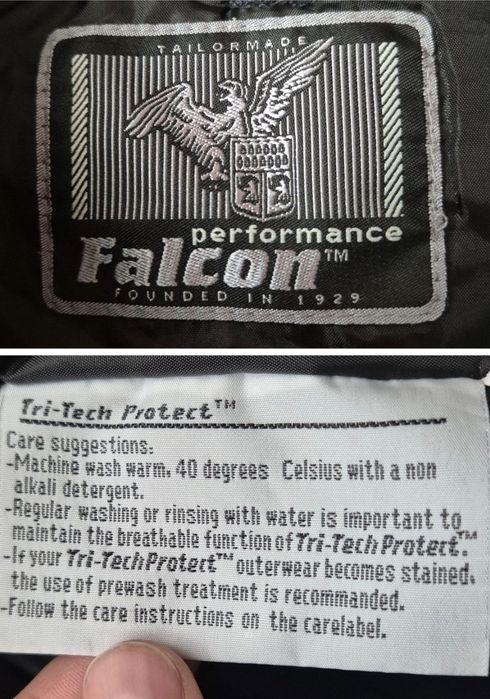 TAILORMADE
performance
Falcon™
FOUNDED IN 1929
Tri-Tech Protect™
Care suggestions:
-Machine wash warm. 40 degrees Celsius with a non
alkali detergent.
-Regular washing or rinsing with water is important to
maintain the breathable function of Tri-Tech Protect.™
-If your Tri-TechProtect™ outerwear becomes stained.
the use of prewash treatment is recommanded.
-Follow the care instructions on the carelabel.